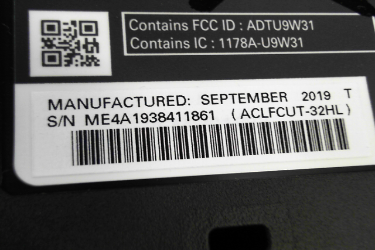 Contains FCC ID : ADTU9W31
Contains IC : 1178A-U9W31
MANUFACTURED: SEPTEMBER 2019 T
S/N ME4A1938411861 (ACLFCUT-32HL)